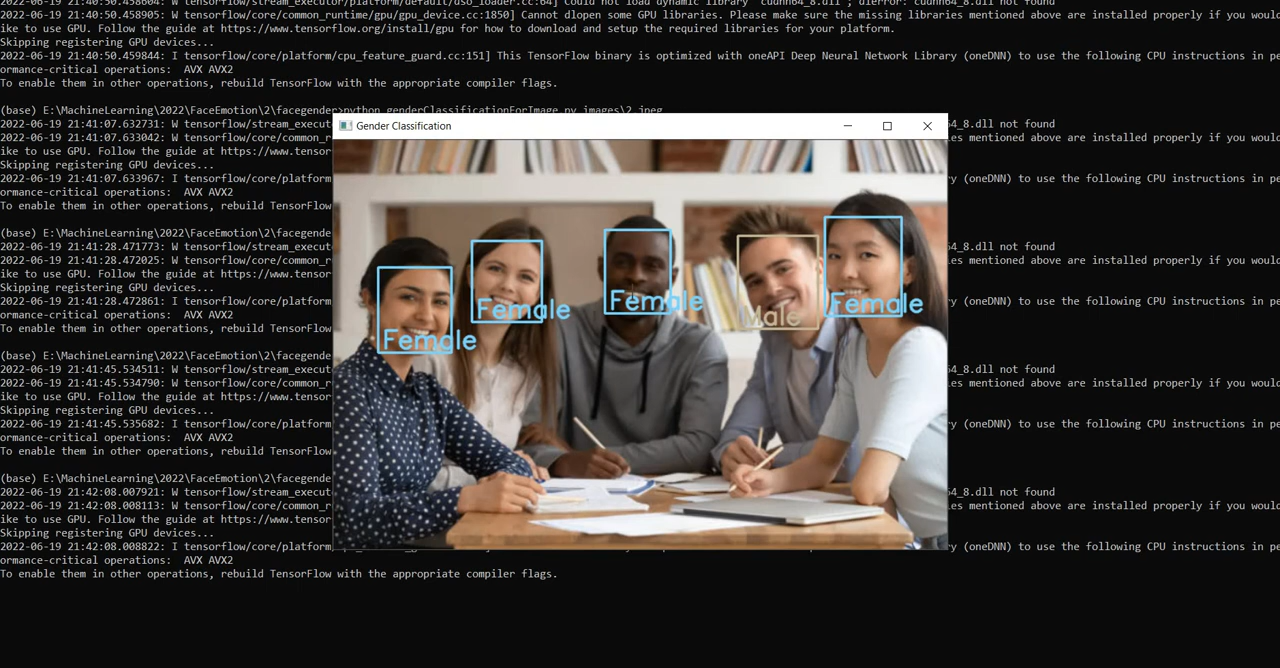 2022-06-19 21:40:50.458604: W tensorflow/stream_executor/platform/default/dso_loader.cc:64] Could not load dynamic library 'cudnn64_8.dll'; dlerror: cudnn64_8.dll not found
2022-06-19 21:40:50.458905: W tensorflow/core/common_runtime/gpu/gpu_device.cc:1850] Cannot dlopen some GPU libraries. Please make sure the missing libraries mentioned above are installed properly if you would
ike to use GPU. Follow the guide at https://www.tensorflow.org/install/gpu for how to download and setup the required libraries for your platform.
Skipping registering GPU devices...
2022-06-19 21:40:50.459844: I tensorflow/core/platform/cpu_feature_guard.cc:151] This TensorFlow binary is optimized with oneAPI Deep Neural Network Library (oneDNN) to use the following CPU instructions in pe
ormance-critical operations:  AVX AVX2
To enable them in other operations, rebuild TensorFlow with the appropriate compiler flags.
(base) E:\MachineLearning\2022\FaceEmotion\2\facegender>python genderClassificationForImage.py images\2.jpeg
Gender Classification
2022-06-19 21:41:07.632731: W tensorflow/stream_execut 64_8.dll not found
2022-06-19 21:41:07.633042: W tensorflow/core/common_r es mentioned above are installed properly if you would
ike to use GPU. Follow the guide at https://www.tensor
Skipping registering GPU devices...
2022-06-19 21:41:07.633967: I tensorflow/core/platform ry (oneDNN) to use the following CPU instructions in pe
ormance-critical operations:  AVX AVX2
To enable them in other operations, rebuild TensorFlow
(base) E:\MachineLearning\2022\FaceEmotion\2\facegende
2022-06-19 21:41:28.471773: W tensorflow/stream_execut 64_8.dll not found
2022-06-19 21:41:28.472025: W tensorflow/core/common_r es mentioned above are installed properly if you would
ike to use GPU. Follow the guide at https://www.tensor
Skipping registering GPU devices...
2022-06-19 21:41:28.472861: I tensorflow/core/platform ry (oneDNN) to use the following CPU instructions in pe
ormance-critical operations:  AVX AVX2
To enable them in other operations, rebuild TensorFlow
Female
Female
Female
Male
Female
(base) E:\MachineLearning\2022\FaceEmotion\2\facegende
2022-06-19 21:41:45.534511: W tensorflow/stream_execut 64_8.dll not found
2022-06-19 21:41:45.534790: W tensorflow/core/common_r es mentioned above are installed properly if you would
ike to use GPU. Follow the guide at https://www.tensor
Skipping registering GPU devices...
2022-06-19 21:41:45.535682: I tensorflow/core/platform ry (oneDNN) to use the following CPU instructions in pe
ormance-critical operations:  AVX AVX2
To enable them in other operations, rebuild TensorFlow
(base) E:\MachineLearning\2022\FaceEmotion\2\facegende
2022-06-19 21:42:08.007921: W tensorflow/stream_execut 64_8.dll not found
2022-06-19 21:42:08.008113: W tensorflow/core/common_r es mentioned above are installed properly if you would
ike to use GPU. Follow the guide at https://www.tensor
Skipping registering GPU devices...
2022-06-19 21:42:08.008822: I tensorflow/core/platform ry (oneDNN) to use the following CPU instructions in pe
ormance-critical operations:  AVX AVX2
To enable them in other operations, rebuild TensorFlow with the appropriate compiler flags.